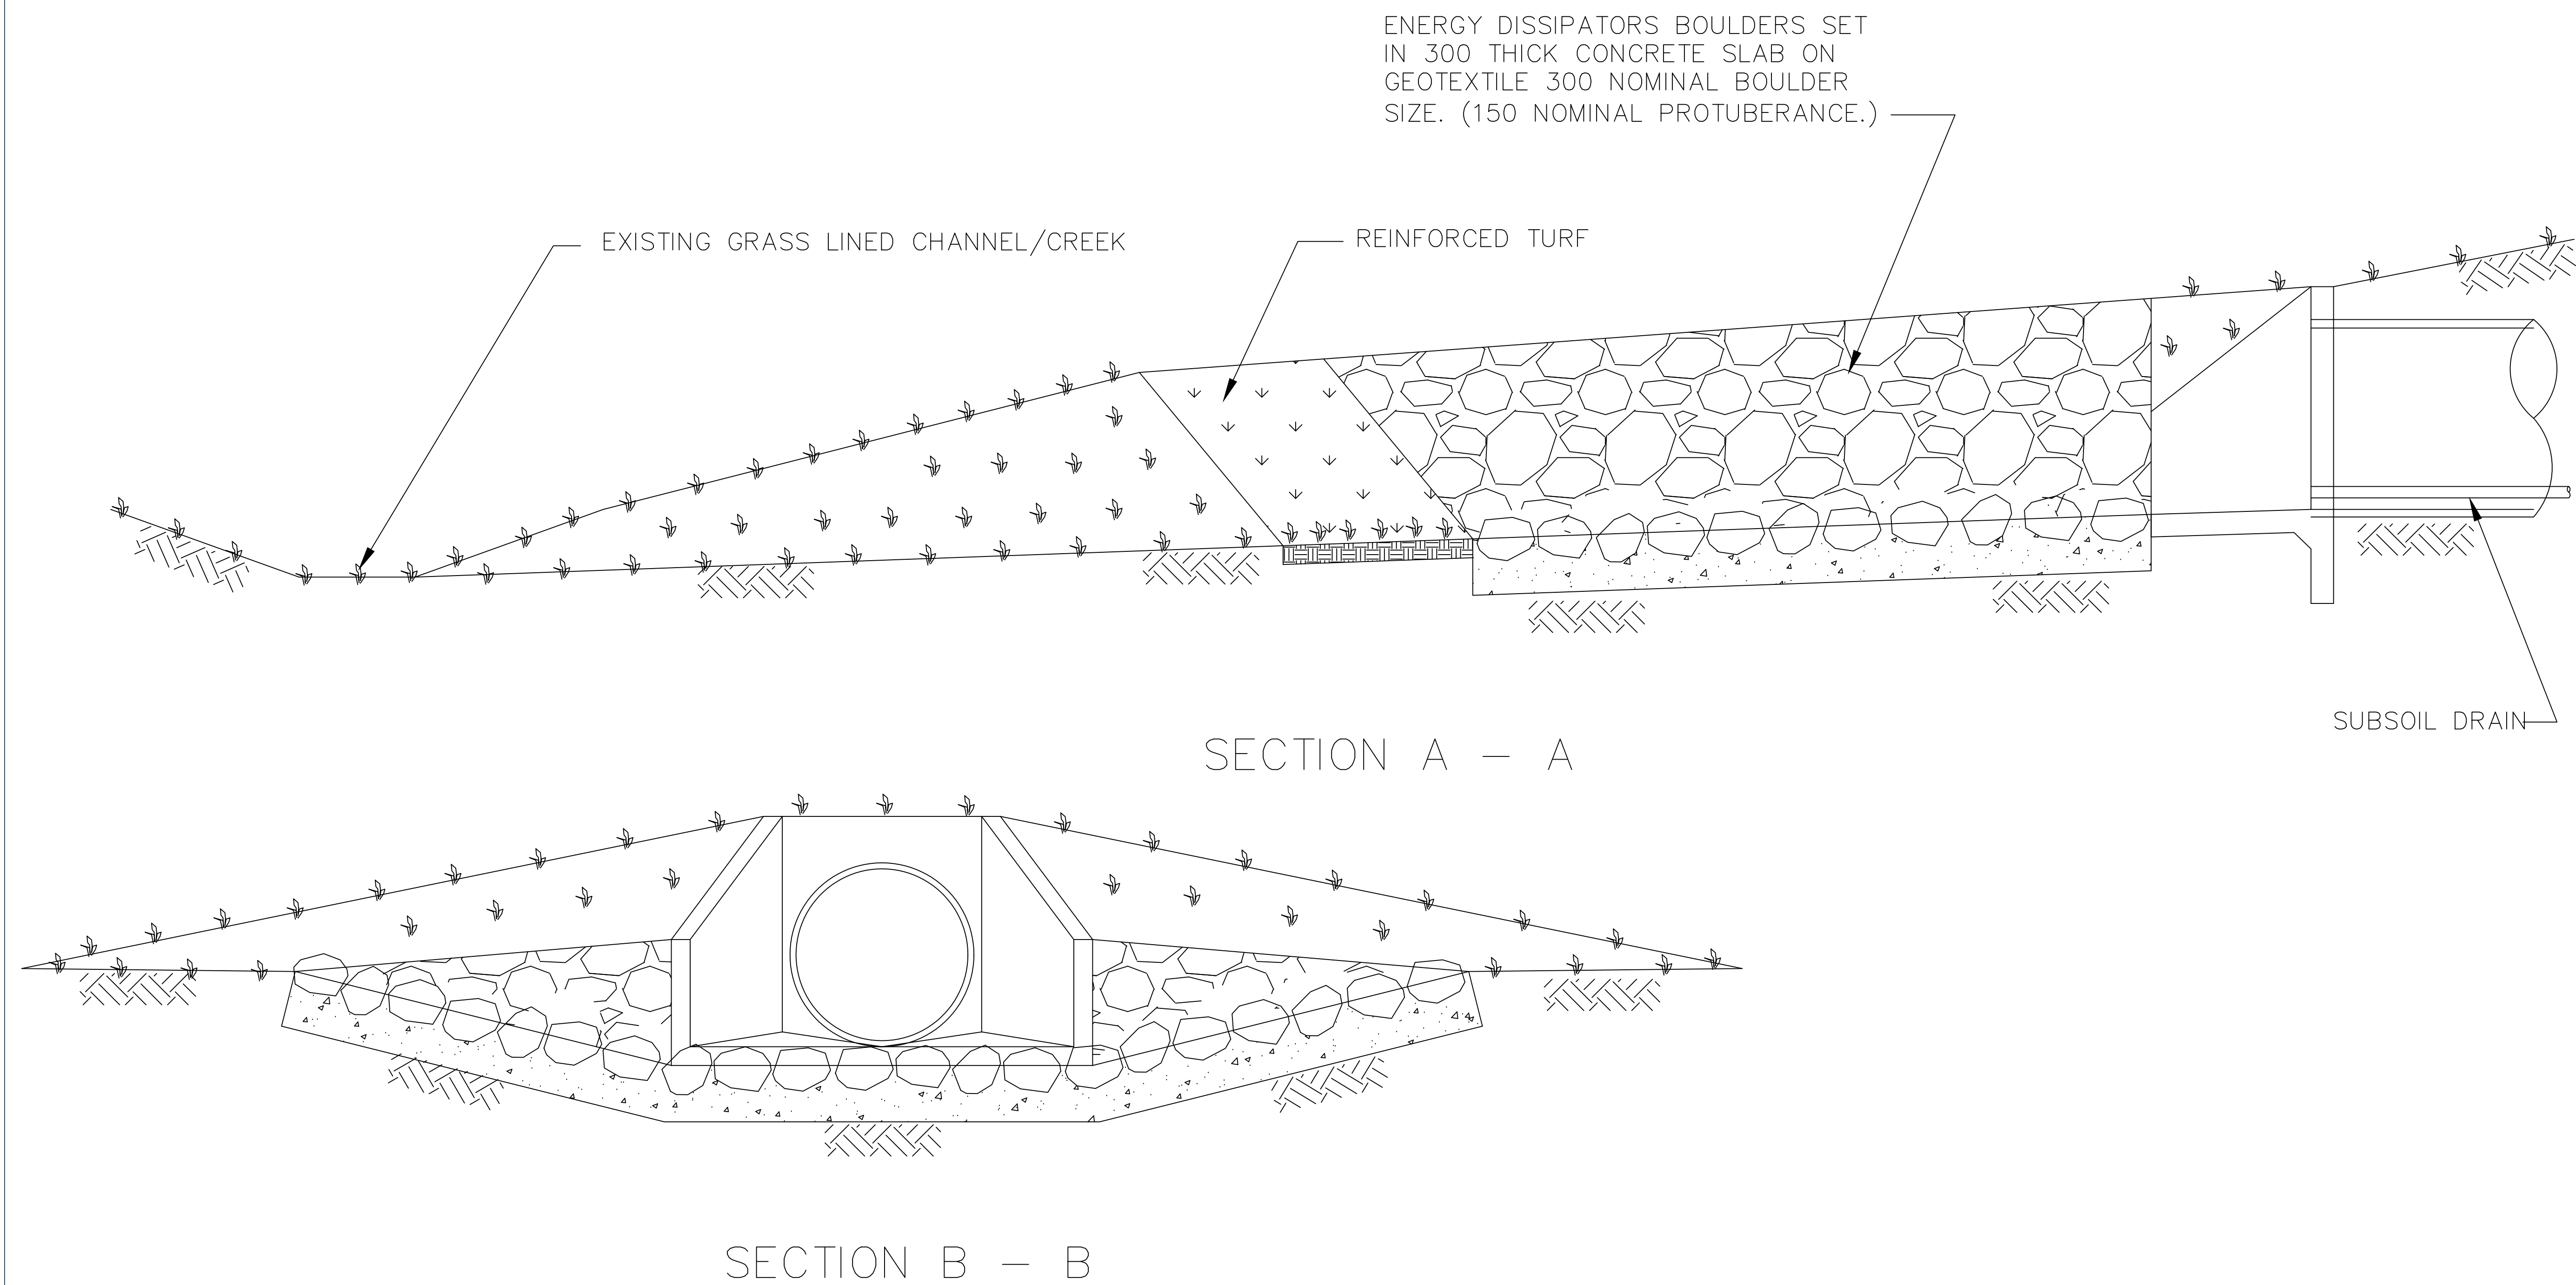 ENERGY DISSIPATORS BOULDERS SET
IN 300 THICK CONCRETE SLAB ON
GEOTEXTILE 300 NOMINAL BOULDER
SIZE. (150 NOMINAL PROTUBERANCE.)
EXISTING GRASS LINED CHANNEL/CREEK
REINFORCED TURF
SUBSOIL DRAIN
SECTION A - A
SECTION B - B